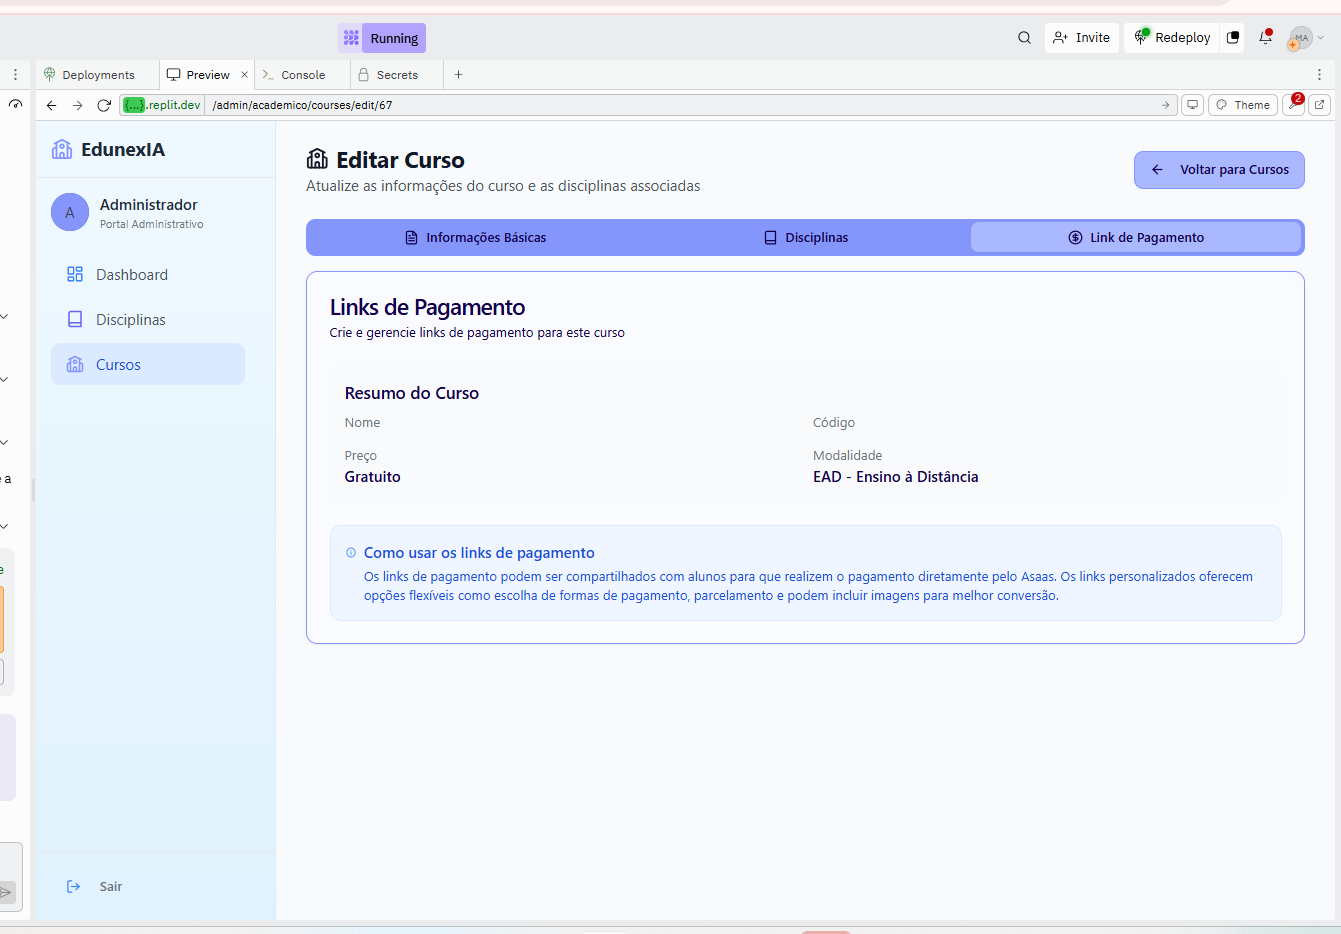 Running
Invite
Redeploy
MA
Deployments
Preview
Console
Secrets
{...}.replit.dev
/admin/academico/courses/edit/67
Theme
2
EdunexIA
A
Administrador
Portal Administrativo
Dashboard
Disciplinas
Cursos
Sair
Editar Curso
Atualize as informações do curso e as disciplinas associadas
Voltar para Cursos
Informações Básicas
Disciplinas
Link de Pagamento
Links de Pagamento
Crie e gerencie links de pagamento para este curso
Resumo do Curso
Nome
Código
Preço
Modalidade
Gratuito
EAD - Ensino à Distância
Como usar os links de pagamento
Os links de pagamento podem ser compartilhados com alunos para que realizem o pagamento diretamente pelo Asaas. Os links personalizados oferecem
opções flexíveis como escolha de formas de pagamento, parcelamento e podem incluir imagens para melhor conversão.